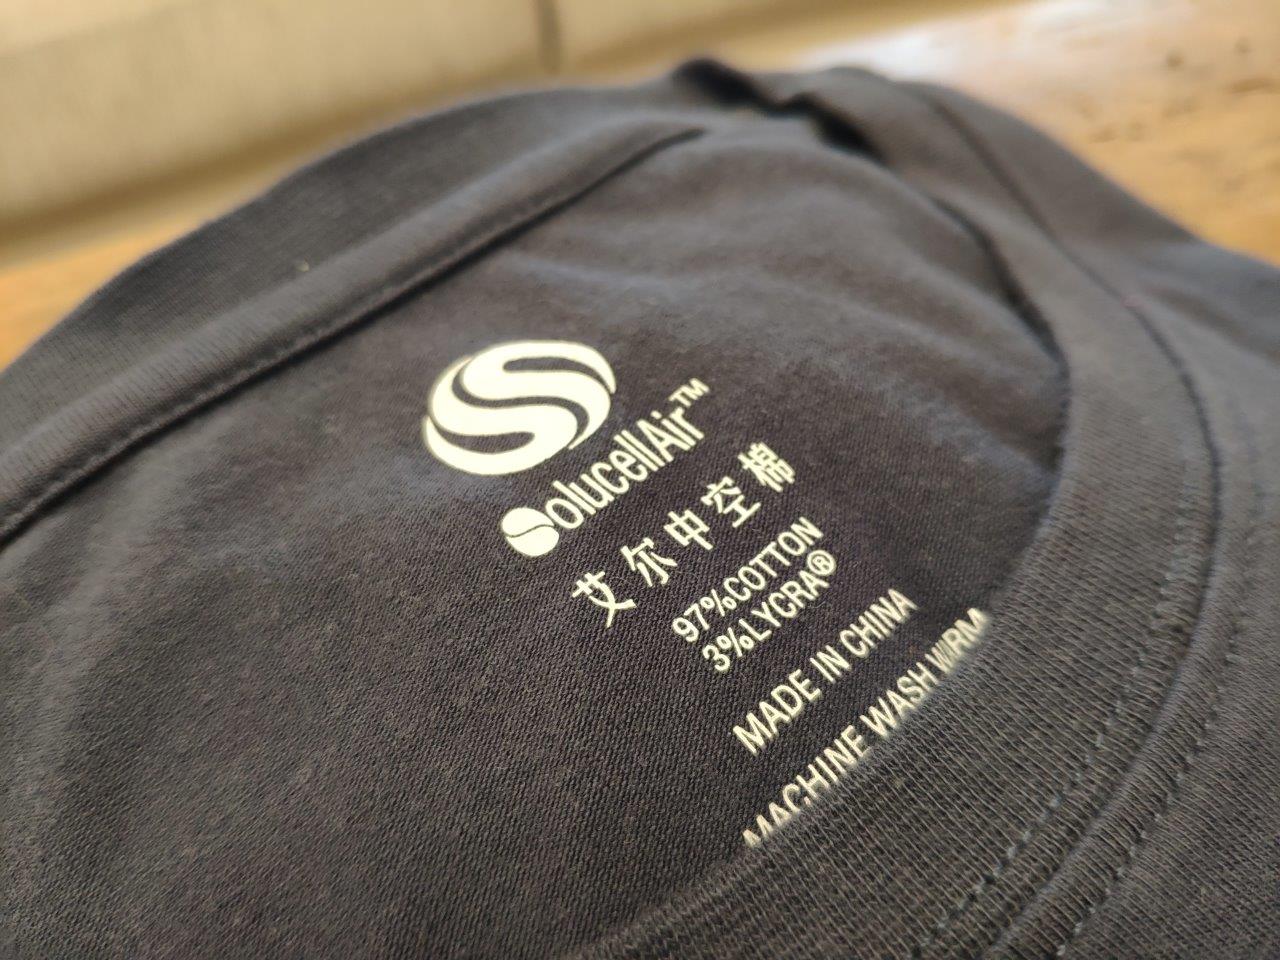 SolucellAir™
艾尔中空棉
97%COTTON
3%LYCRA®
MADE IN CHINA
MACHINE WASH WARM